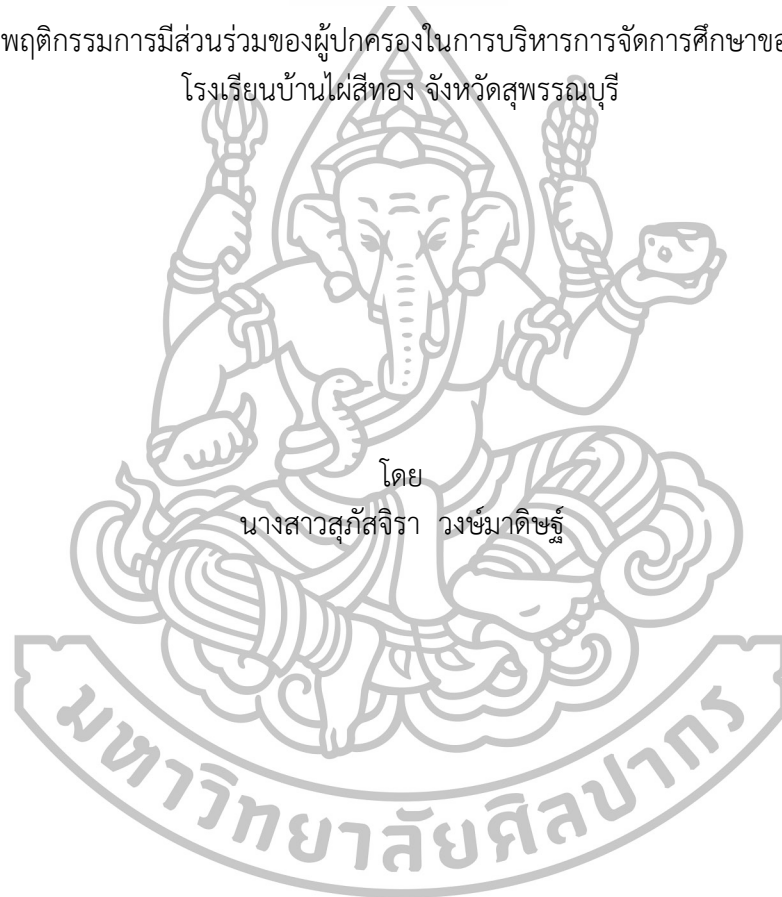 พฤติกรรมการมีส่วนร่วมของผู้ปกครองในการบริหารการจัดการศึกษาขอ
โรงเรียนบ้านไผ่สีทอง จังหวัดสุพรรณบุรี
โดย
นางสาวสุภัสจิรา วงษ์มาดิษฐ์
มหาวิทยาลัยศิลปากร